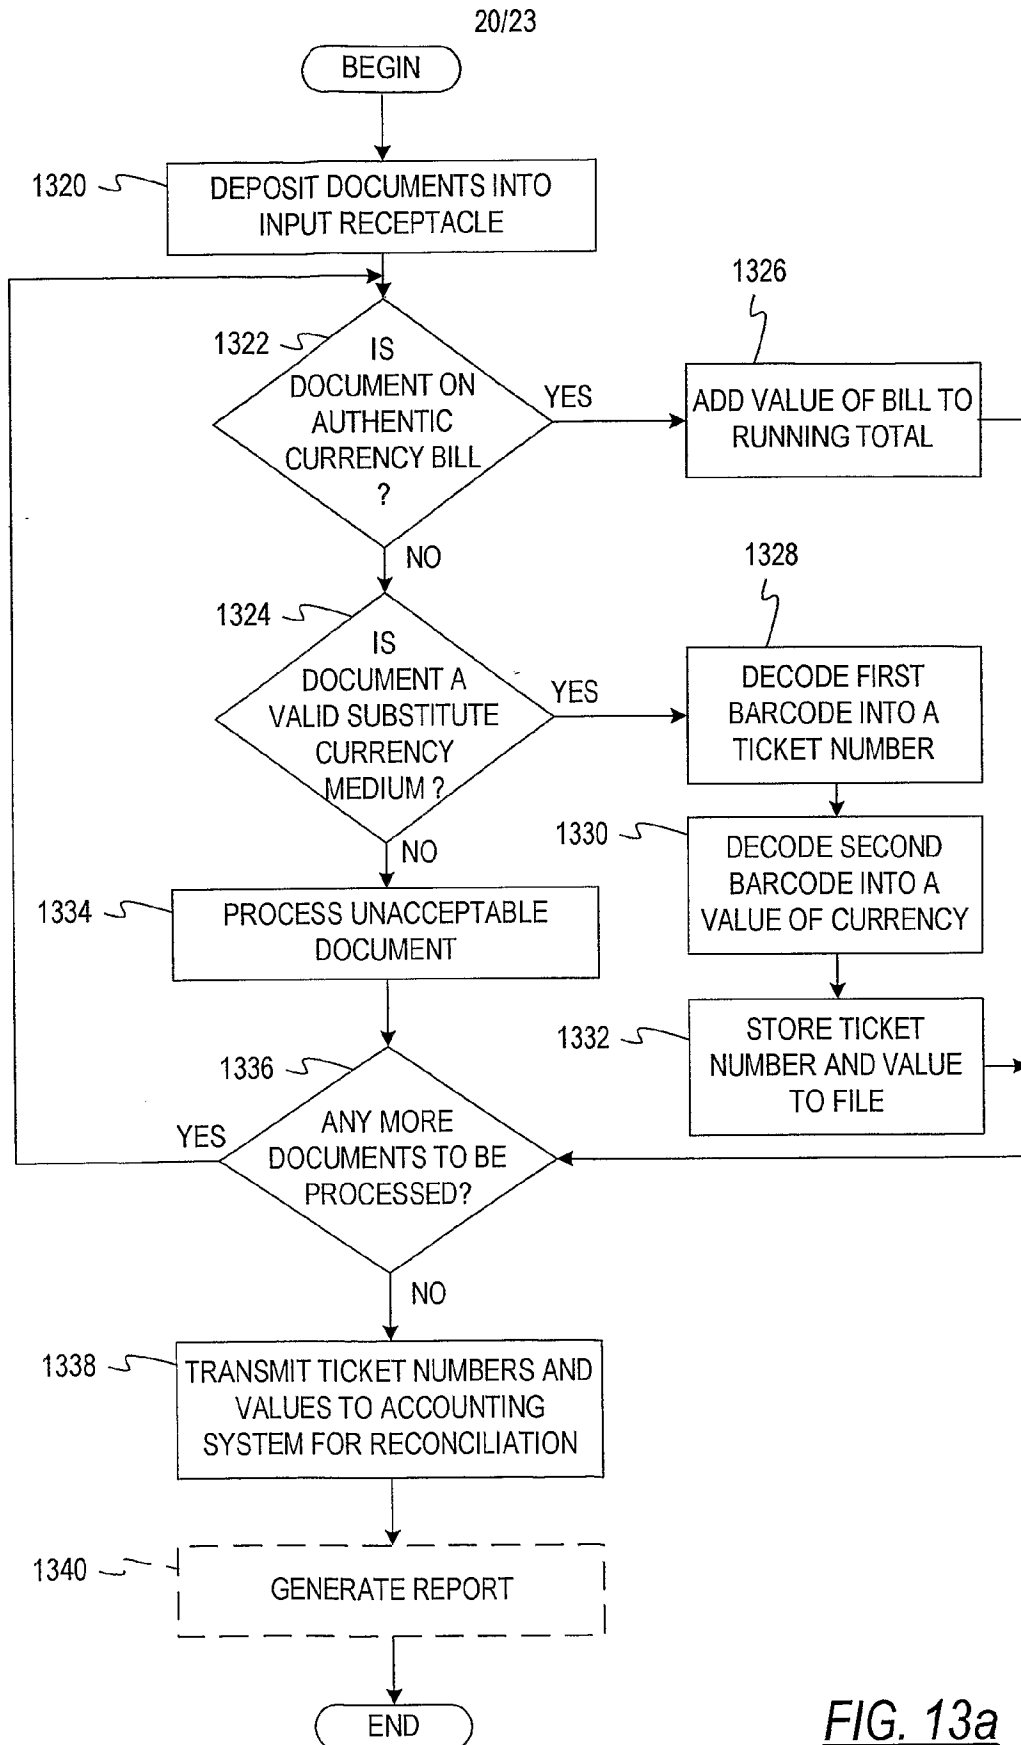 20/23
BEGIN
1320
DEPOSIT DOCUMENTS INTO
INPUT RECEPTACLE
1322
IS
DOCUMENT ON
AUTHENTIC
CURRENCY BILL
?
YES
1326
ADD VALUE OF BILL TO
RUNNING TOTAL
NO
1324
IS
DOCUMENT A
VALID SUBSTITUTE
CURRENCY
MEDIUM ?
YES
1328
DECODE FIRST
BARCODE INTO A
TICKET NUMBER
1330
DECODE SECOND
BARCODE INTO A
VALUE OF CURRENCY
1332
STORE TICKET
NUMBER AND VALUE
TO FILE
NO
1334
PROCESS UNACCEPTABLE
DOCUMENT
1336
ANY MORE
DOCUMENTS TO BE
PROCESSED?
YES
NO
1338
TRANSMIT TICKET NUMBERS AND
VALUES TO ACCOUNTING
SYSTEM FOR RECONCILIATION
1340
GENERATE REPORT
END
FIG. 13a